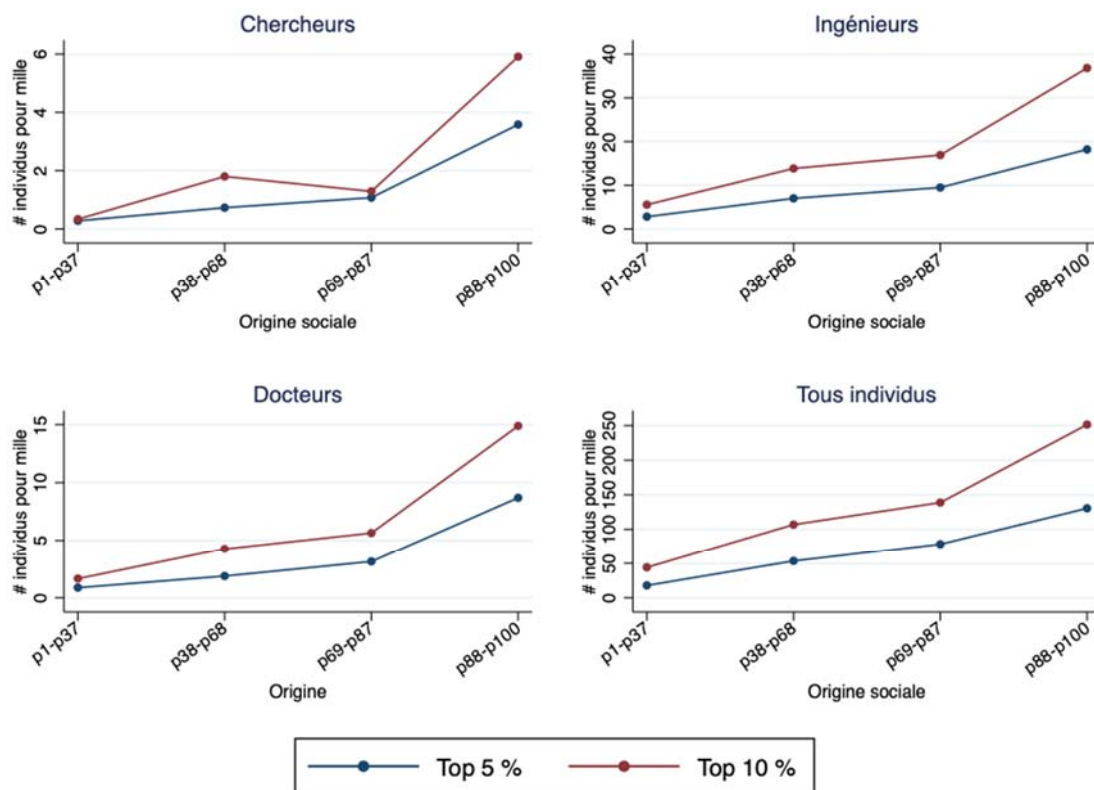 Chercheurs
# individus pour mille
6
4
2
0
p1-p37
p38-p68
p69-p87
p88-p100
Origine sociale
Ingénieurs
# individus pour mille
40
30
20
10
0
p1-p37
p38-p68
p69-p87
p88-p100
Origine sociale
Docteurs
# individus pour mille
15
10
5
0
p1-p37
p38-p68
p69-p87
p88-p100
Origine
Tous individus
# individus pour mille
250
200
150
100
50
0
p1-p37
p38-p68
p69-p87
p88-p100
Origine sociale
Top 5 %
Top 10 %